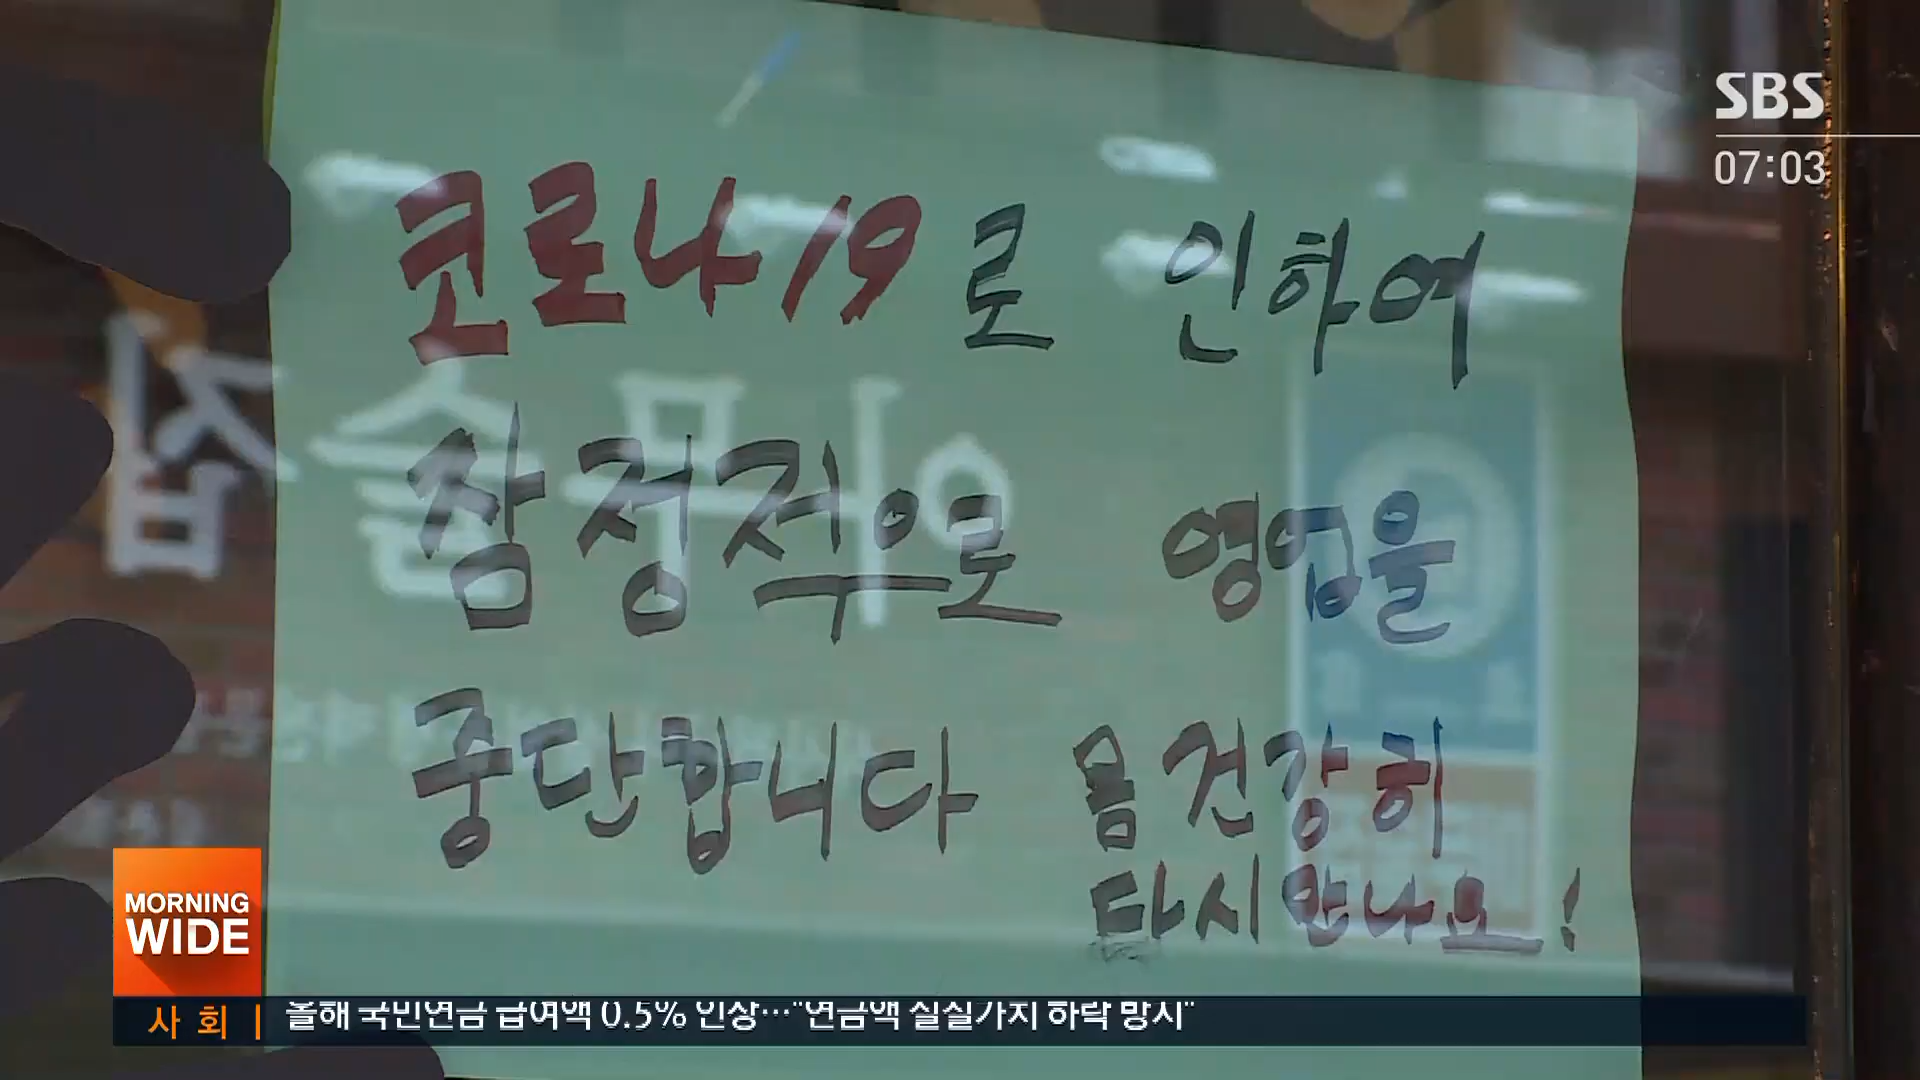 SBS
07:03
코로나19로 인하여
잠정적으로 영업을
중단합니다 몸건강히
다시 만나요!
MORNING
WIDE
사회 | 올해 국민연금 급여액 0.5% 인상…"연금액 실질가치 하락 방지"